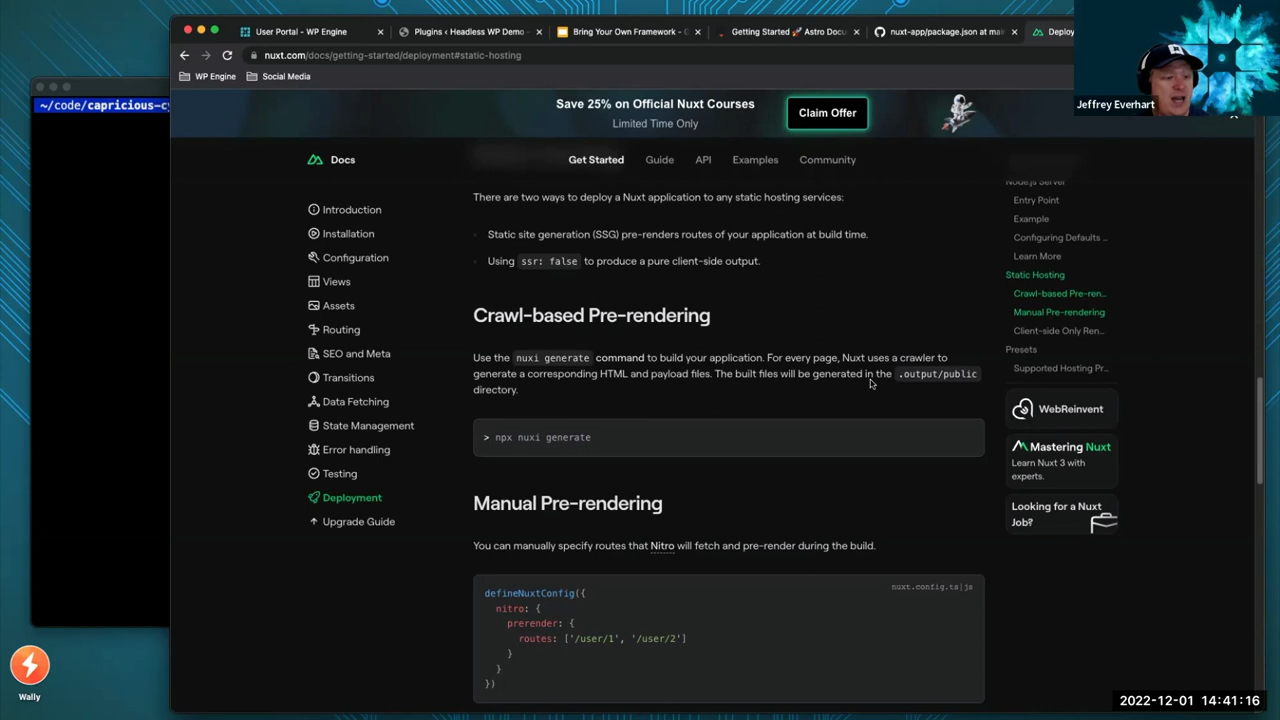 User Portal - WP Engine
Plugins ‹ Headless WP Demo -
Bring Your Own Framework -
Getting Started 🚀 Astro Docu
nuxt-app/package.json at mai
Deploy
nuxt.com/docs/getting-started/deployment#static-hosting
WP Engine
Social Media
Jeffrey Everhart
~/code/capricious-cy
Save 25% on Official Nuxt Courses
Limited Time Only
Claim Offer
Docs
Get Started
Guide
API
Examples
Community
Introduction
Installation
Configuration
Views
Assets
Routing
SEO and Meta
Transitions
Data Fetching
State Management
Error handling
Testing
Deployment
Upgrade Guide
There are two ways to deploy a Nuxt application to any static hosting services:
Static site generation (SSG) pre-renders routes of your application at build time.
Using ssr: false to produce a pure client-side output.
Crawl-based Pre-rendering
Use the nuxi generate command to build your application. For every page, Nuxt uses a crawler to
generate a corresponding HTML and payload files. The built files will be generated in the .output/public
directory.
> npx nuxi generate
Manual Pre-rendering
You can manually specify routes that Nitro will fetch and pre-render during the build.
nuxt.config.ts|js
defineNuxtConfig({
nitro: {
prerender: {
routes: ['/user/1', '/user/2']
}
}
})
Node.js Server
Entry Point
Example
Configuring Defaults ...
Learn More
Static Hosting
Crawl-based Pre-ren...
Manual Pre-rendering
Client-side Only Ren...
Presets
Supported Hosting Pr...
WebReinvent
Mastering Nuxt
Learn Nuxt 3 with
experts.
Looking for a Nuxt
Job?
Wally
2022-12-01 14:41:16